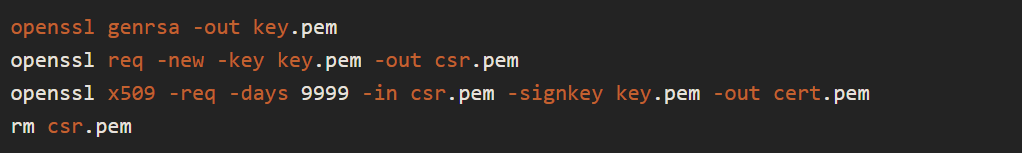 openssl genrsa -out key.pem
openssl req -new -key key.pem -out csr.pem
openssl x509 -req -days 9999 -in csr.pem -signkey key.pem -out cert.pem
rm csr.pem